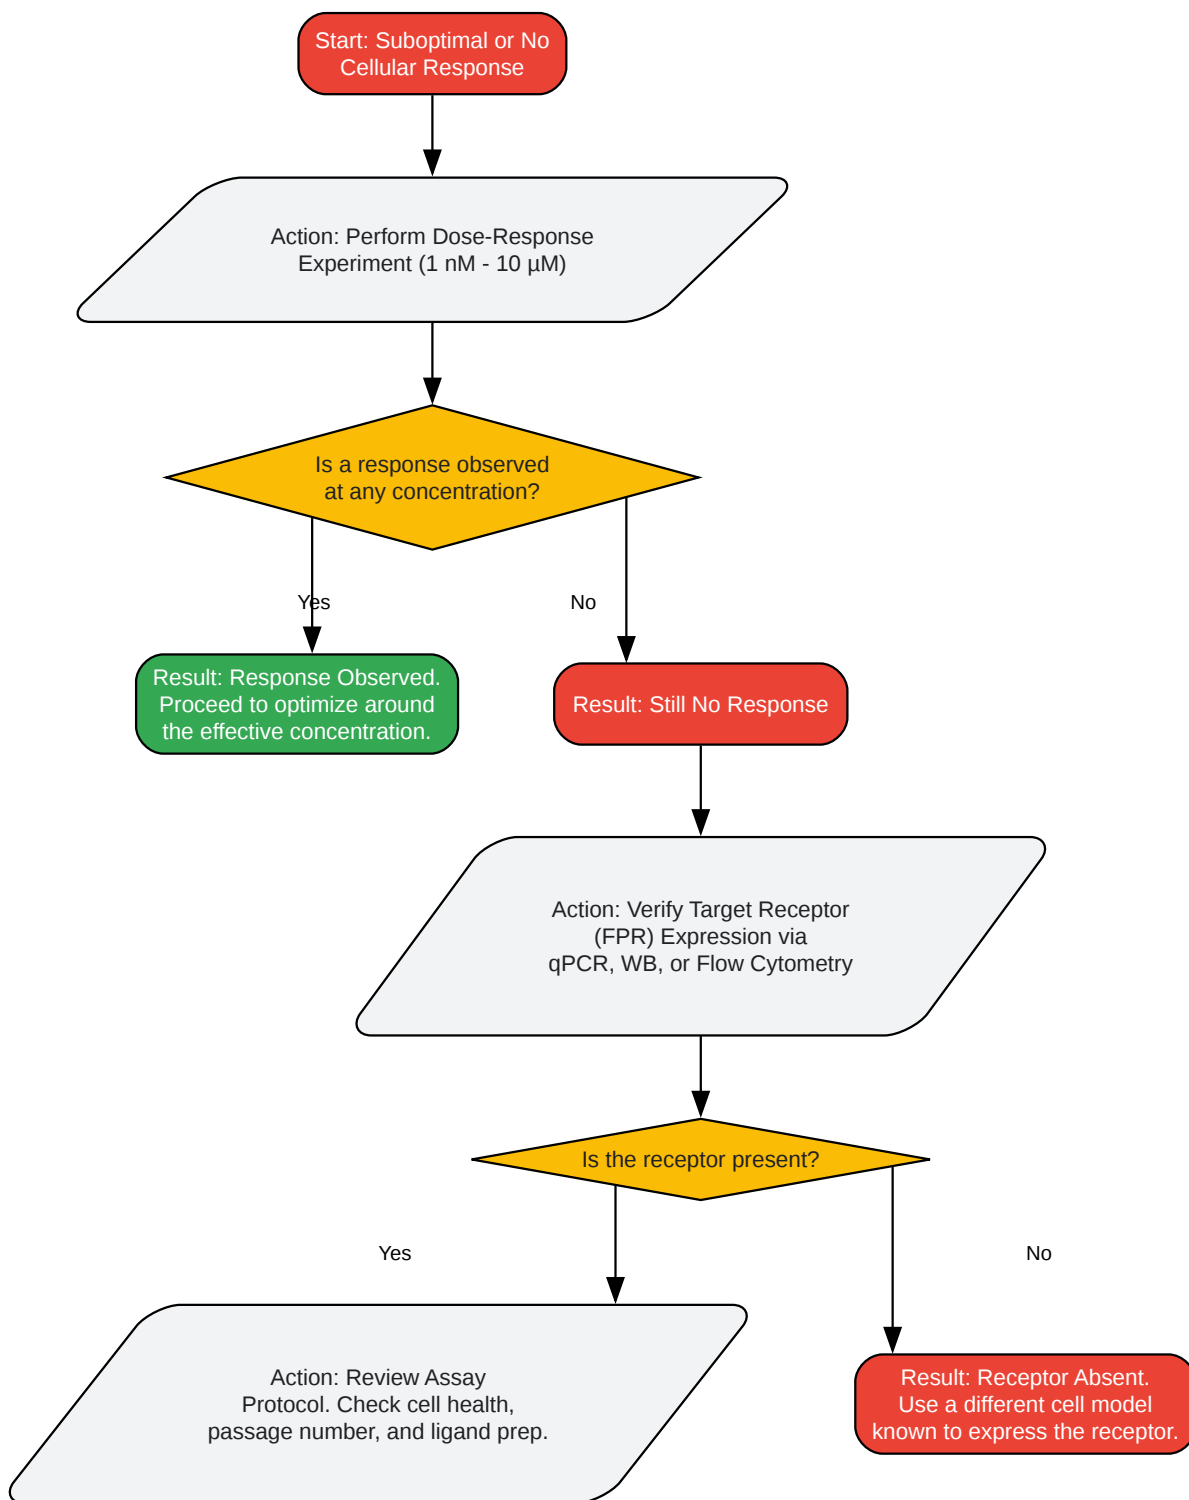 Start: Suboptimal or No
Cellular Response
Action: Perform Dose-Response
Experiment (1 nM - 10 µM)
Is a response observed
at any concentration?
Yes
No
Result: Response Observed.
Proceed to optimize around
the effective concentration.
Result: Still No Response
Action: Verify Target Receptor
(FPR) Expression via
qPCR, WB, or Flow Cytometry
Is the receptor present?
Yes
No
Action: Review Assay
Protocol. Check cell health,
passage number, and ligand prep.
Result: Receptor Absent.
Use a different cell model
known to express the receptor.